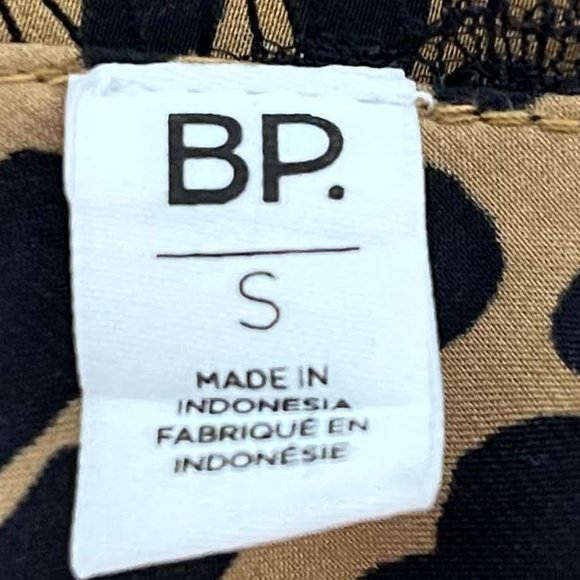 BP.
S
MADE IN
INDONESIA
FABRIQUÉ EN
INDONÉSIE